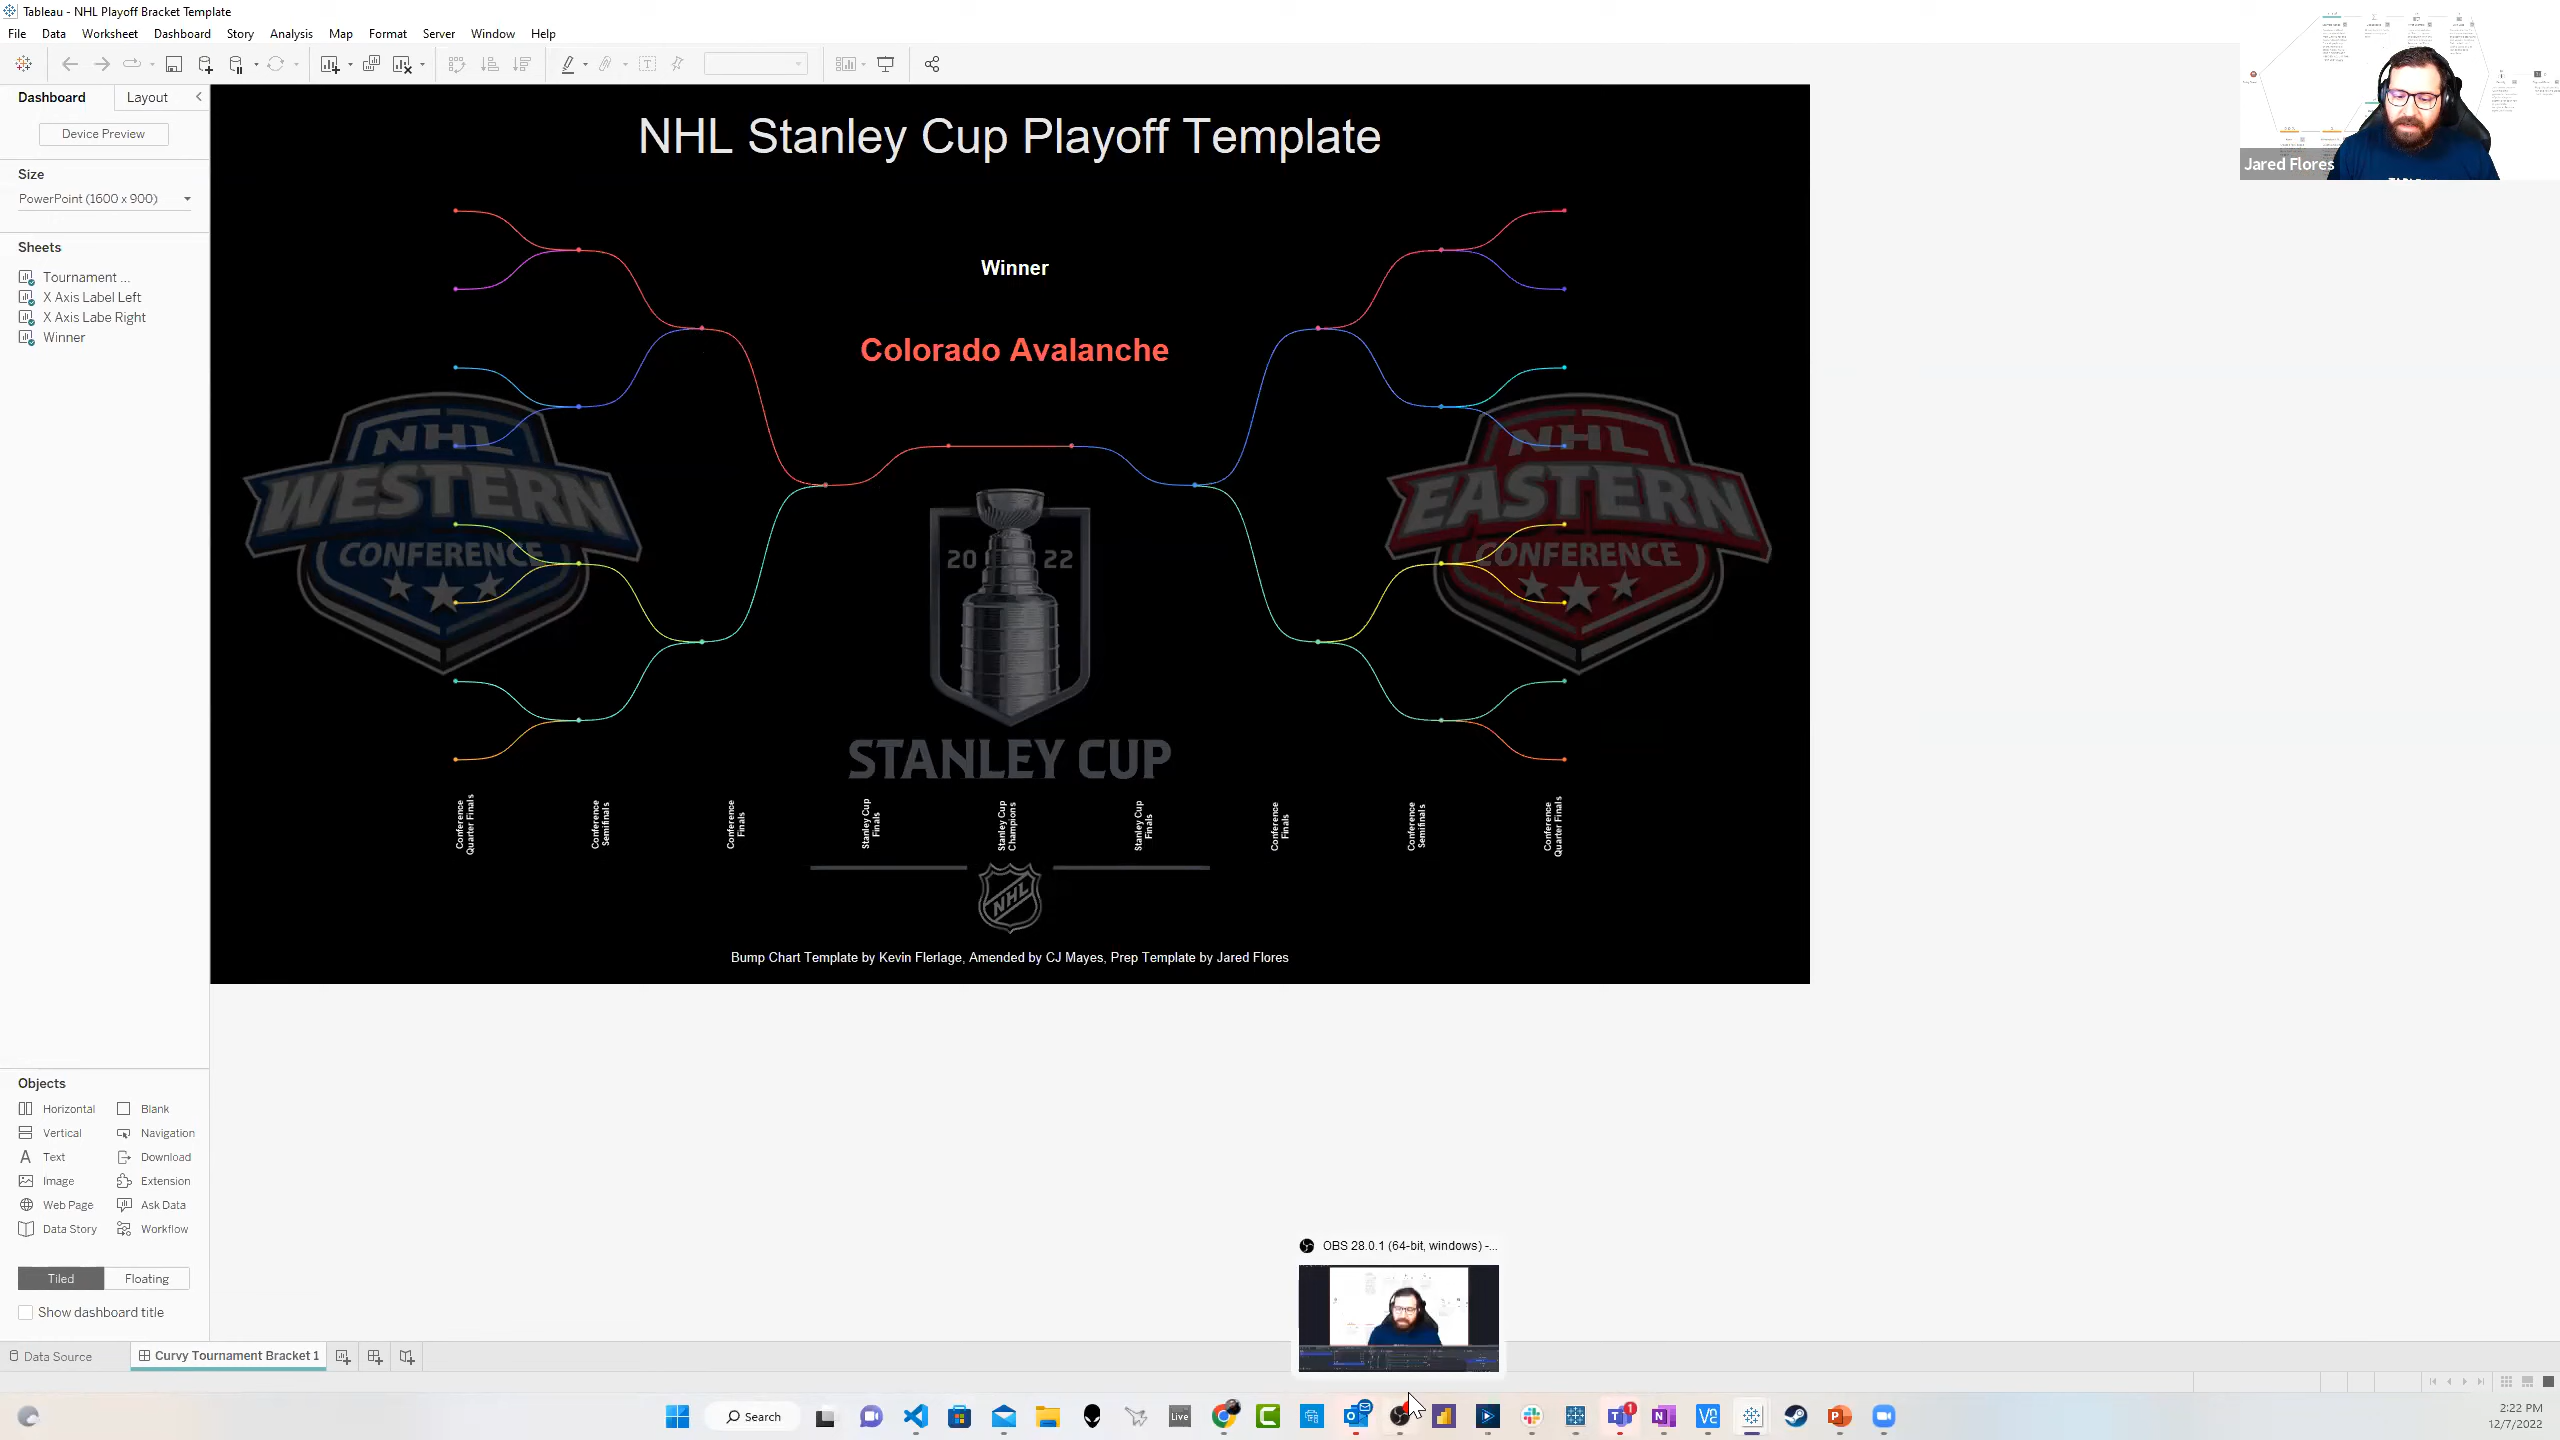 Tableau - NHL Playoff Bracket Template
File Data Worksheet Dashboard Story Analysis Map Format Server Window Help
Dashboard Layout
Device Preview
Size
PowerPoint (1600 x 900)
Sheets
Tournament ...
X Axis Label Left
X Axis Labe Right
Winner
NHL Stanley Cup Playoff Template
Winner
Colorado Avalanche
NHL
WESTERN
CONFERENCE
20 22
STANLEY CUP
NHL
EASTERN
CONFERENCE
Conference
Quarter Finals
Conference
Semifinals
Conference
Finals
Stanley Cup
Finals
Stanley Cup
Champions
Stanley Cup
Finals
Conference
Finals
Conference
Semifinals
Conference
Quarter Finals
NHL
Bump Chart Template by Kevin Flerlage, Amended by CJ Mayes, Prep Template by Jared Flores
Jared Flores
Objects
Horizontal Blank
Vertical Navigation
Text Download
Image Extension
Web Page Ask Data
Data Story Workflow
Tiled Floating
Show dashboard title
OBS 28.0.1 (64-bit, windows) -...
Data Source Curvy Tournament Bracket 1
Search
Live
1
2:22 PM
12/7/2022